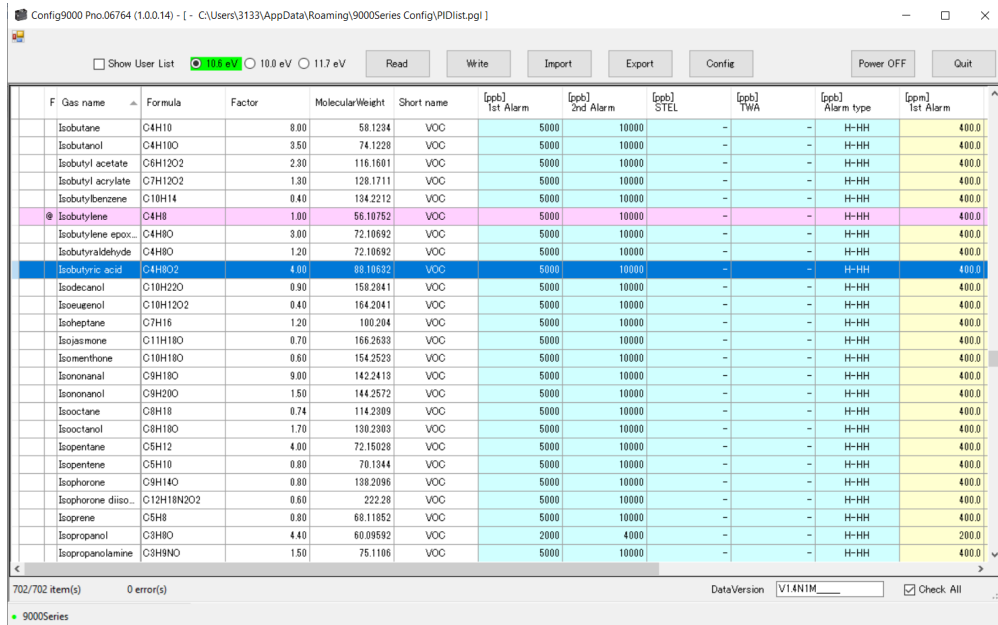 Config9000 Pno.06764 (1.0.0.14) - [ - C:\Users\3133\AppData\Roaming\9000Series Config\PIDlist.pgl ]
Show User List 10.6 eV 10.0 eV 11.7 eV Read Write Import Export Config Power OFF Quit
F Gas name Formula Factor MolecularWeight Short name [ppb] 1st Alarm [ppb] 2nd Alarm [ppb] STEL [ppb] TWA [ppb] Alarm type [ppm] 1st Alarm
Isobutane C4H10 8.00 58.1234 VOC 5000 10000 - - H-HH 400.0
Isobutanol C4H10O 3.50 74.1228 VOC 5000 10000 - - H-HH 400.0
Isobutyl acetate C6H12O2 2.30 116.1601 VOC 5000 10000 - - H-HH 400.0
Isobutyl acrylate C7H12O2 1.30 128.1711 VOC 5000 10000 - - H-HH 400.0
Isobutylbenzene C10H14 0.40 134.2212 VOC 5000 10000 - - H-HH 400.0
@ Isobutylene C4H8 1.00 56.10752 VOC 5000 10000 - - H-HH 400.0
Isobutylene epox... C4H8O 3.00 72.10692 VOC 5000 10000 - - H-HH 400.0
Isobutyraldehyde C4H8O 1.20 72.10692 VOC 5000 10000 - - H-HH 400.0
Isobutyric acid C4H8O2 4.00 88.10632 VOC 5000 10000 - - H-HH 400.0
Isodecanol C10H22O 0.90 158.2841 VOC 5000 10000 - - H-HH 400.0
Isoeugenol C10H12O2 0.40 164.2041 VOC 5000 10000 - - H-HH 400.0
Isoheptane C7H16 1.20 100.204 VOC 5000 10000 - - H-HH 400.0
Isojasmone C11H18O 0.70 166.2633 VOC 5000 10000 - - H-HH 400.0
Isomenthone C10H18O 0.60 154.2523 VOC 5000 10000 - - H-HH 400.0
Isononanal C9H18O 9.00 142.2413 VOC 5000 10000 - - H-HH 400.0
Isononanol C9H20O 1.50 144.2572 VOC 5000 10000 - - H-HH 400.0
Isooctane C8H18 0.74 114.2309 VOC 5000 10000 - - H-HH 400.0
Isooctanol C8H18O 1.70 130.2303 VOC 5000 10000 - - H-HH 400.0
Isopentane C5H12 4.00 72.15028 VOC 5000 10000 - - H-HH 400.0
Isopentene C5H10 0.80 70.1344 VOC 5000 10000 - - H-HH 400.0
Isophorone C9H14O 0.80 138.2096 VOC 5000 10000 - - H-HH 400.0
Isophorone diiso... C12H18N2O2 0.60 222.28 VOC 5000 10000 - - H-HH 400.0
Isoprene C5H8 0.80 68.11852 VOC 5000 10000 - - H-HH 400.0
Isopropanol C3H8O 4.40 60.09592 VOC 2000 4000 - - H-HH 200.0
Isopropanolamine C3H9NO 1.50 75.1106 VOC 5000 10000 - - H-HH 400.0
702/702 item(s) 0 error(s) DataVersion V1.4N1M____ Check All
9000Series